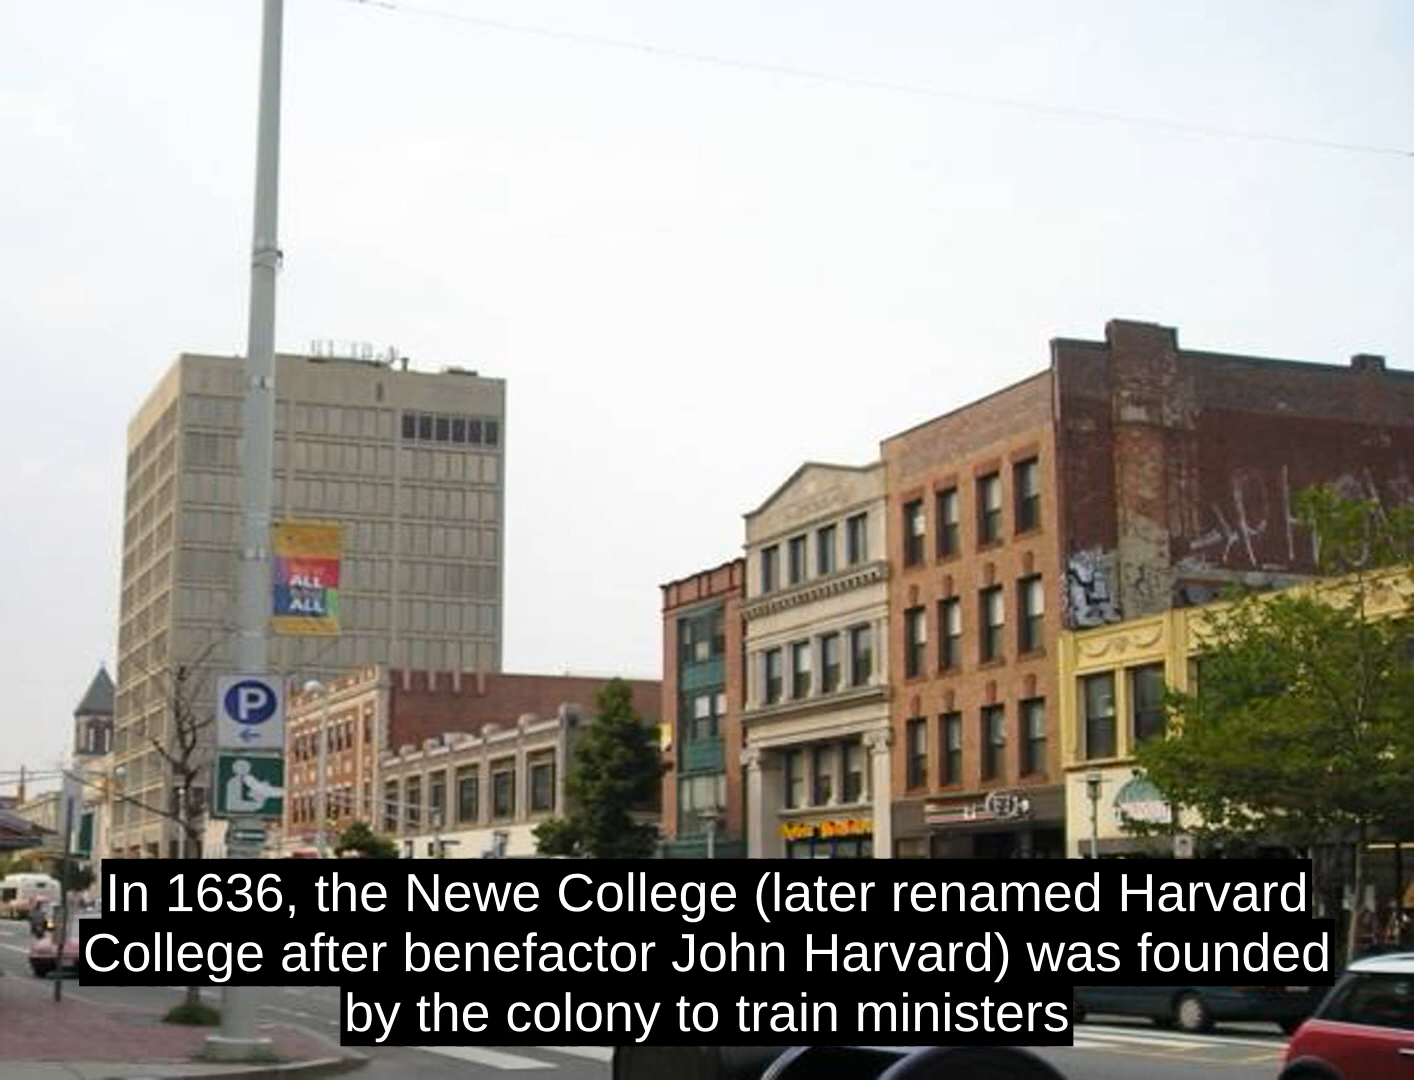 ALL
ALL
P
In 1636, the Newe College (later renamed Harvard
College after benefactor John Harvard) was founded
by the colony to train ministers